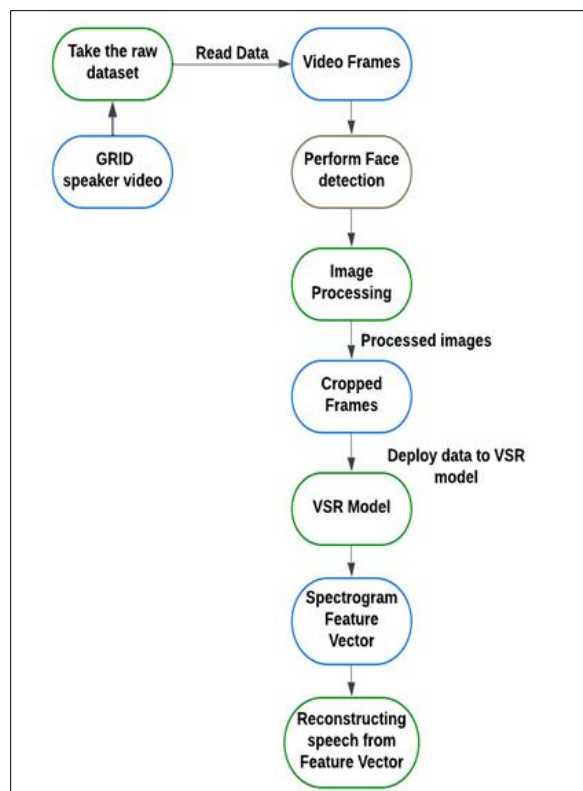 Take the raw
dataset
Read Data
Video Frames
GRID
speaker video
Perform Face
detection
Image
Processing
Processed images
Cropped
Frames
Deploy data to VSR
model
VSR Model
Spectrogram
Feature
Vector
Reconstructing
speech from
Feature Vector